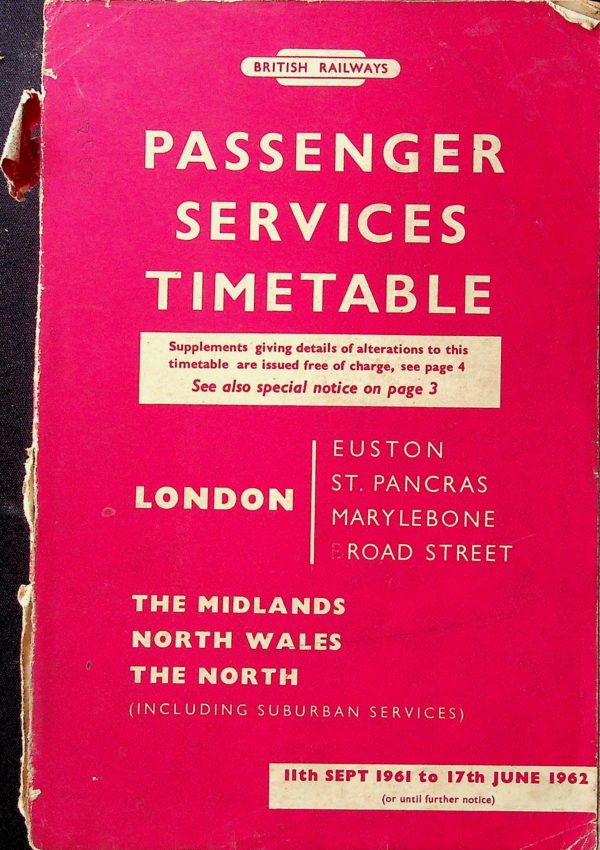 BRITISH RAILWAYS
PASSENGER
SERVICES
TIMETABLE
Supplements giving details of alterations to this
timetable are issued free of charge, see page 4
See also special notice on page 3
LONDON
EUSTON
ST. PANCRAS
MARYLEBONE
BROAD STREET
THE MIDLANDS
NORTH WALES
THE NORTH
(INCLUDING SUBURBAN SERVICES)
11th SEPT 1961 to 17th JUNE 1962
(or until further notice)